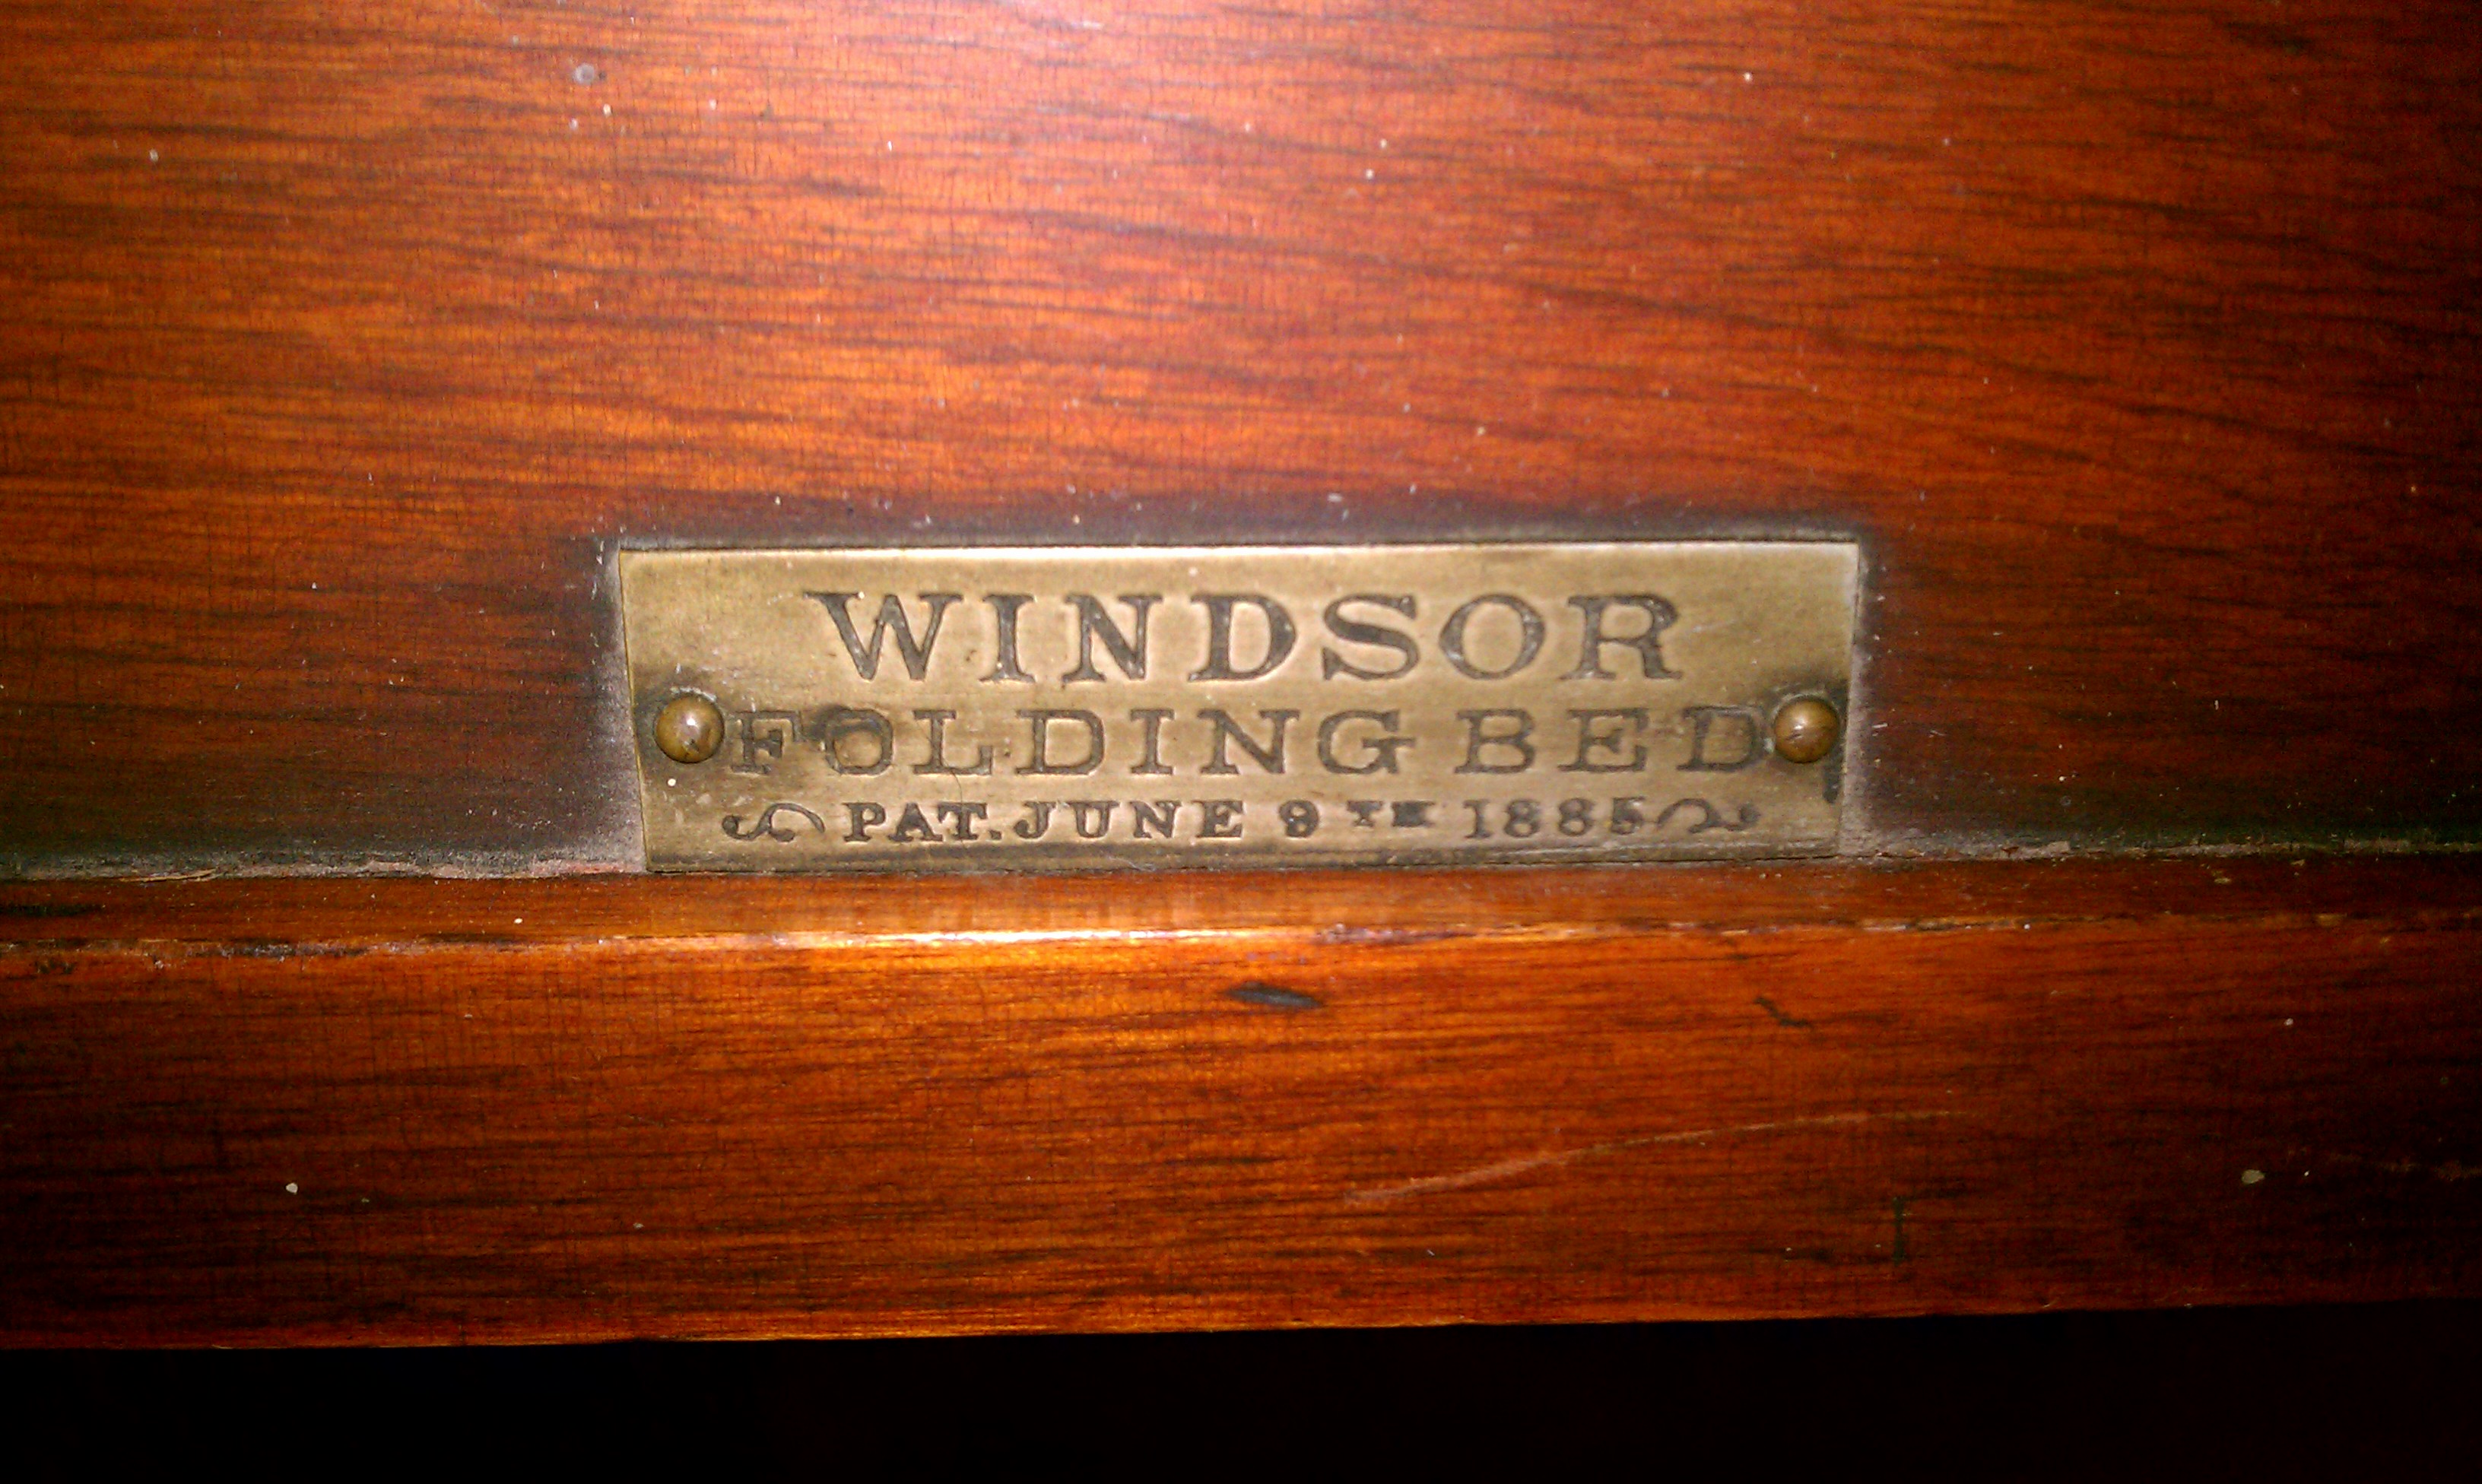 WINDSOR
FOLDING BED
PAT. JUNE 9TH 1885